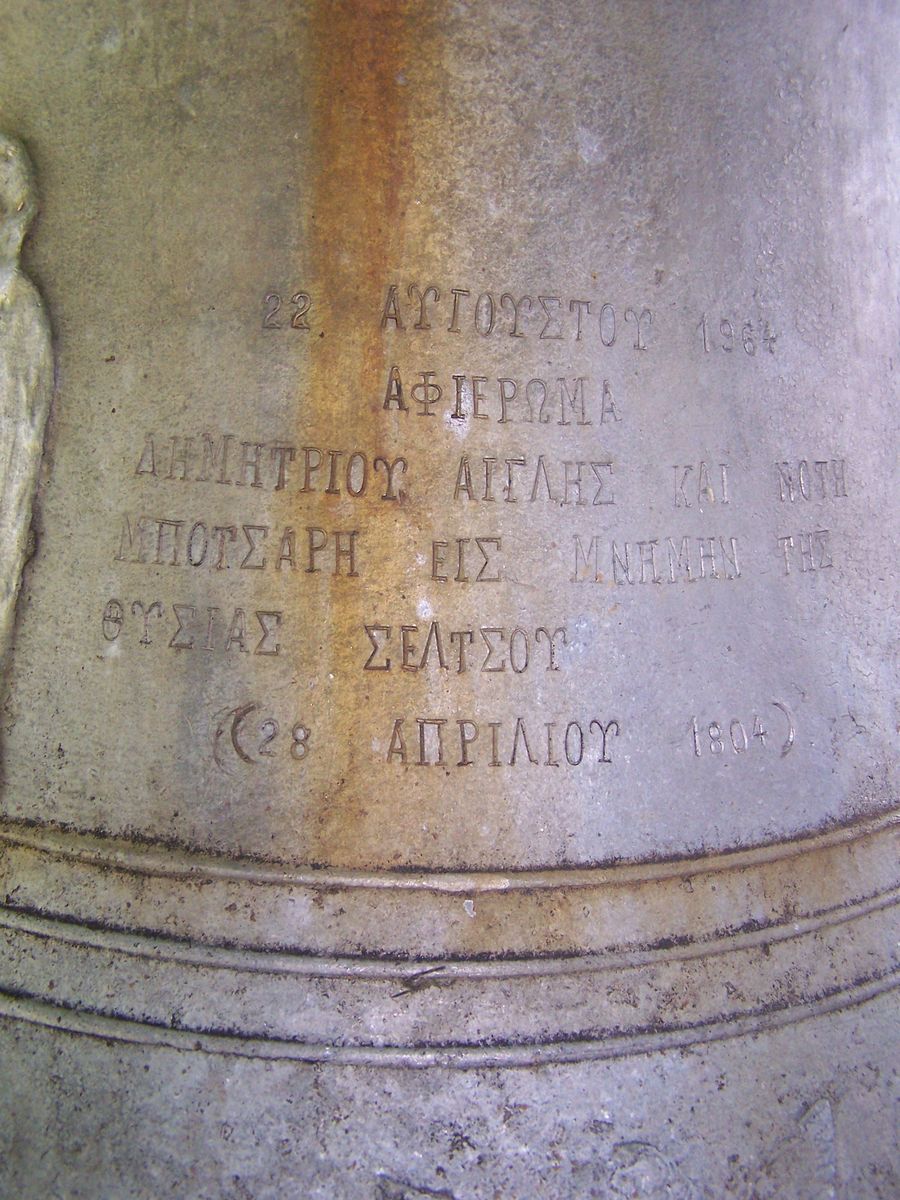 22 ΑΥΓΟΥΣΤΟΥ 1964
ΑΦΙΕΡΩΜΑ
ΔΗΜΗΤΡΙΟΥ ΑΙΓΛΗΣ ΚΑΙ ΝΟΤΗ
ΜΠΟΤΣΑΡΗ ΕΙΣ ΜΝΗΜΗΝ ΤΗΣ
ΘΥΣΙΑΣ ΣΕΛΤΣΟΥ
(28 ΑΠΡΙΛΙΟΥ 1804)